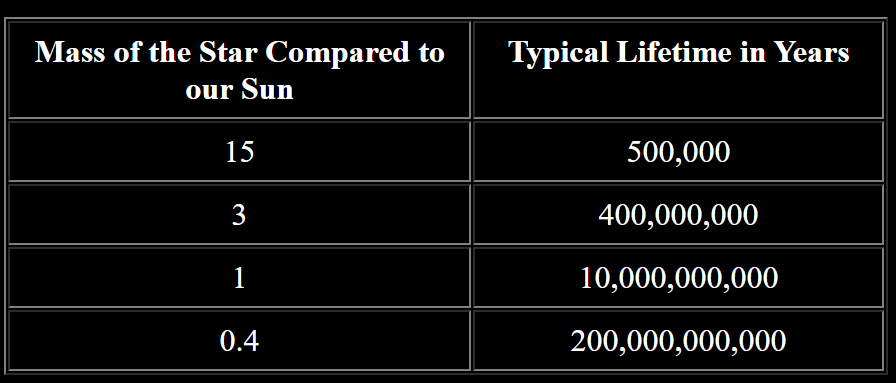 Mass of the Star Compared to
our Sun
Typical Lifetime in Years
15
500,000
3
400,000,000
1
10,000,000,000
0.4
200,000,000,000